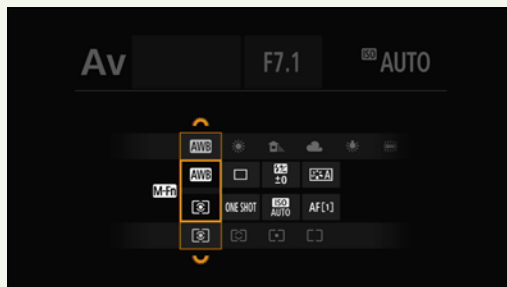 Av F7.1 ISO AUTO
AWB
M-Fn AWB ±0 A
ONE SHOT ISO AUTO AF[1]